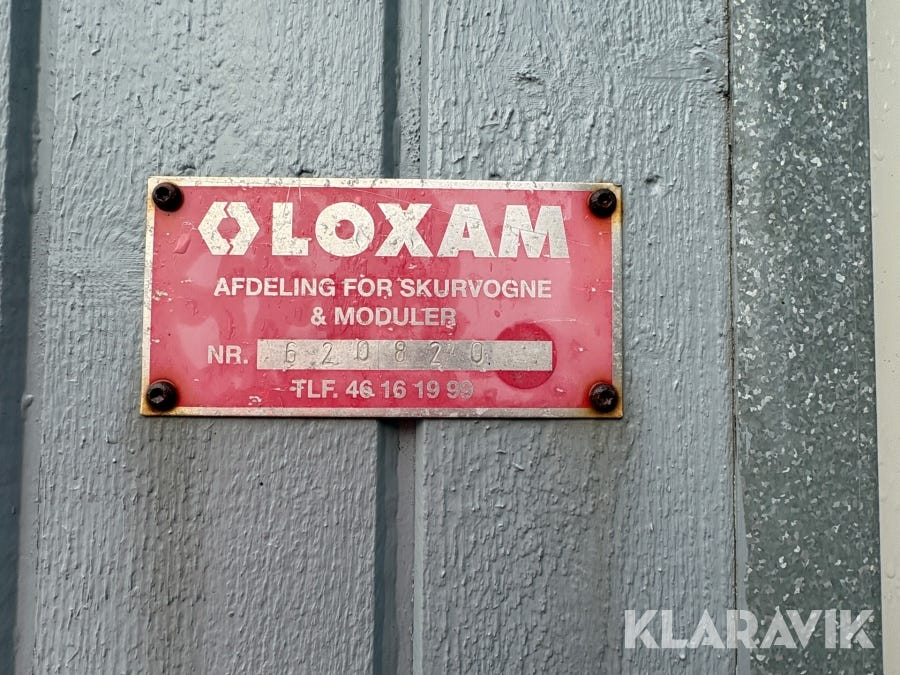 LOXAM
AFDELING FOR SKURVOGNE
& MODULER
NR. 620820
TLF. 46 16 19 99
KLARAVIK